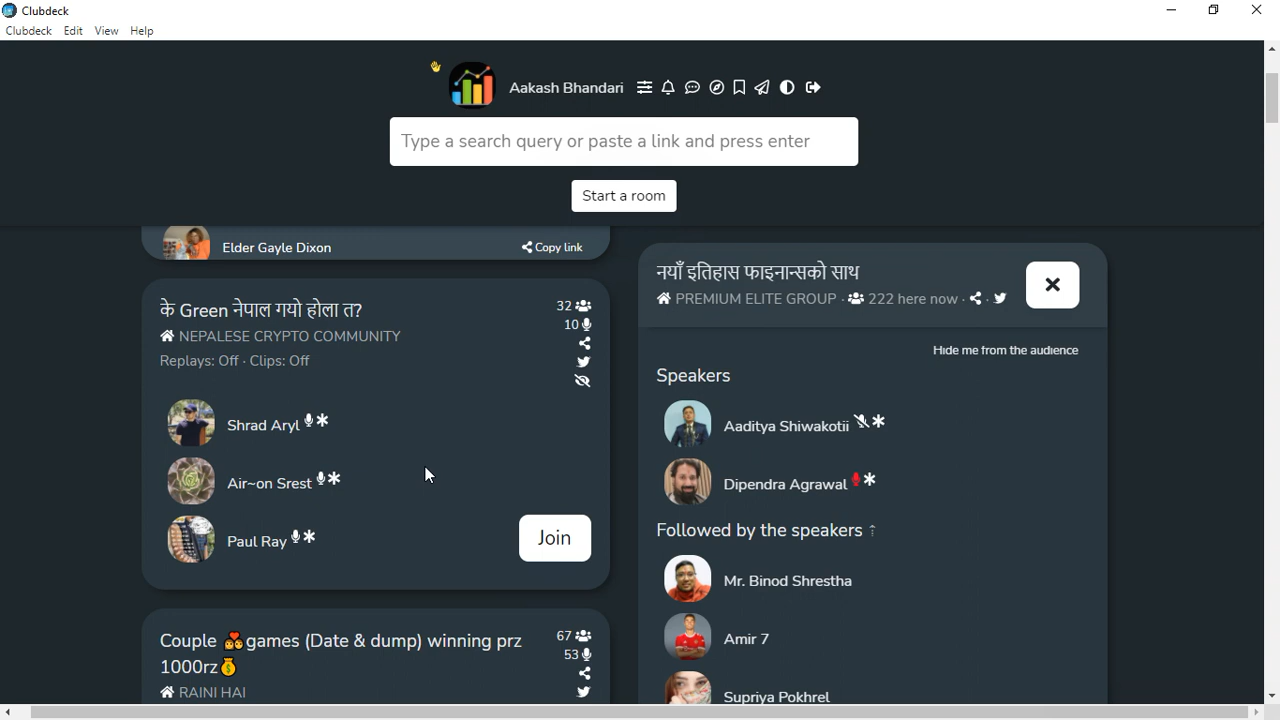 Clubdeck
Clubdeck Edit View Help
Aakash Bhandari
Type a search query or paste a link and press enter
Start a room
Elder Gayle Dixon
Copy link
के Green नेपाल गयो होला त?
32
NEPALESE CRYPTO COMMUNITY
10
Replays: Off · Clips: Off
Shrad Aryl
Air~on Srest
Paul Ray
Join
Couple 💑games (Date & dump) winning prz
1000rz💰
67
53
RAINI HAI
नयाँ इतिहास फाइनान्सको साथ
PREMIUM ELITE GROUP · 222 here now · ·
Hide me from the audience
Speakers
Aaditya Shiwakotii
Dipendra Agrawal
Followed by the speakers ↑
Mr. Binod Shrestha
Amir 7
Supriya Pokhrel